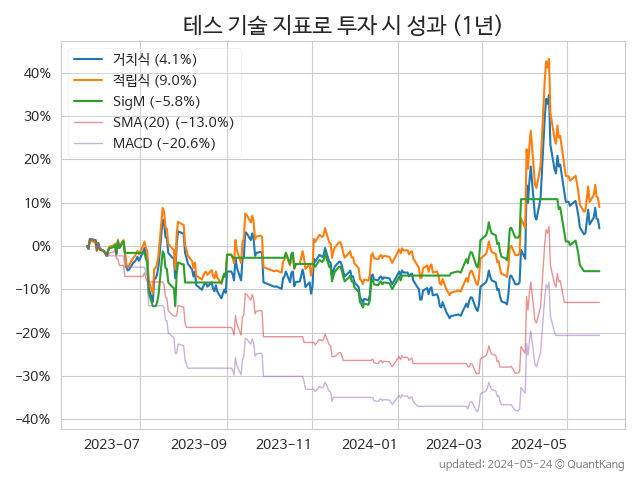 테스 기술 지표로 투자 시 성과 (1년)
거치식 (4.1%)
적립식 (9.0%)
SigM (−5.8%)
SMA(20) (−13.0%)
MACD (−20.6%)
40%
30%
20%
10%
0%
−10%
−20%
−30%
−40%
2023-07 2023-09 2023-11 2024-01 2024-03 2024-05
updated: 2024-05-24 © QuantKang